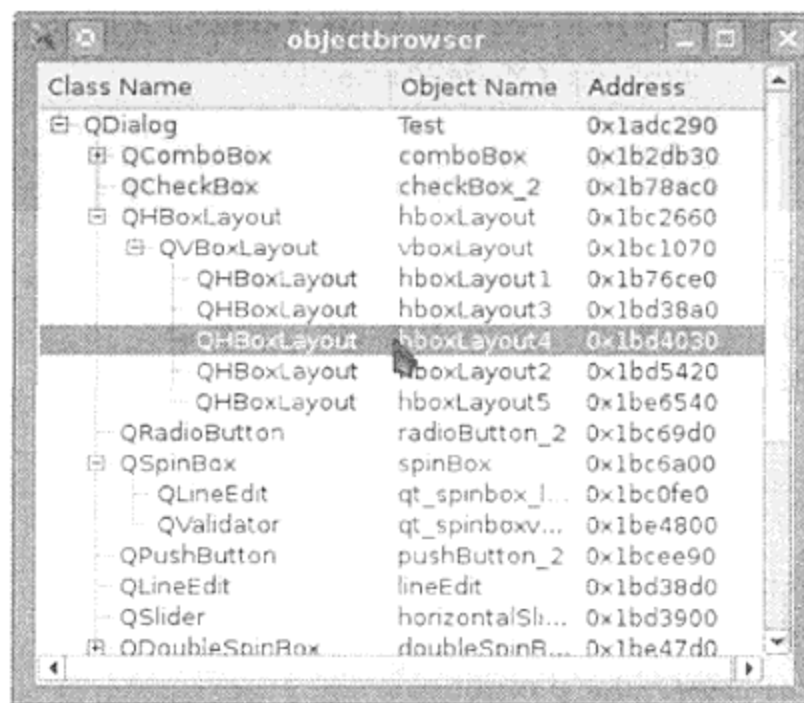 objectbrowser
Class Name Object Name Address
QDialog Test 0x1adc290
QComboBox comboBox 0x1b2db30
QCheckBox checkBox_2 0x1b78ac0
QHBoxLayout hboxLayout 0x1bc2660
QVBoxLayout vboxLayout 0x1bc1070
QHBoxLayout hboxLayout1 0x1b76ce0
QHBoxLayout hboxLayout3 0x1bd38a0
QHBoxLayout hboxLayout4 0x1bd4030
QHBoxLayout hboxLayout2 0x1bd5420
QHBoxLayout hboxLayout5 0x1be6540
QRadioButton radioButton_2 0x1bc69d0
QSpinBox spinBox 0x1bc6a00
QLineEdit qt_spinbox_l... 0x1bc0fe0
QValidator qt_spinboxv... 0x1be4800
QPushButton pushButton_2 0x1bcee90
QLineEdit lineEdit 0x1bd38d0
QSlider horizontalSli... 0x1bd3900
QDoubleSpinBox doubleSpinB... 0x1be47d0